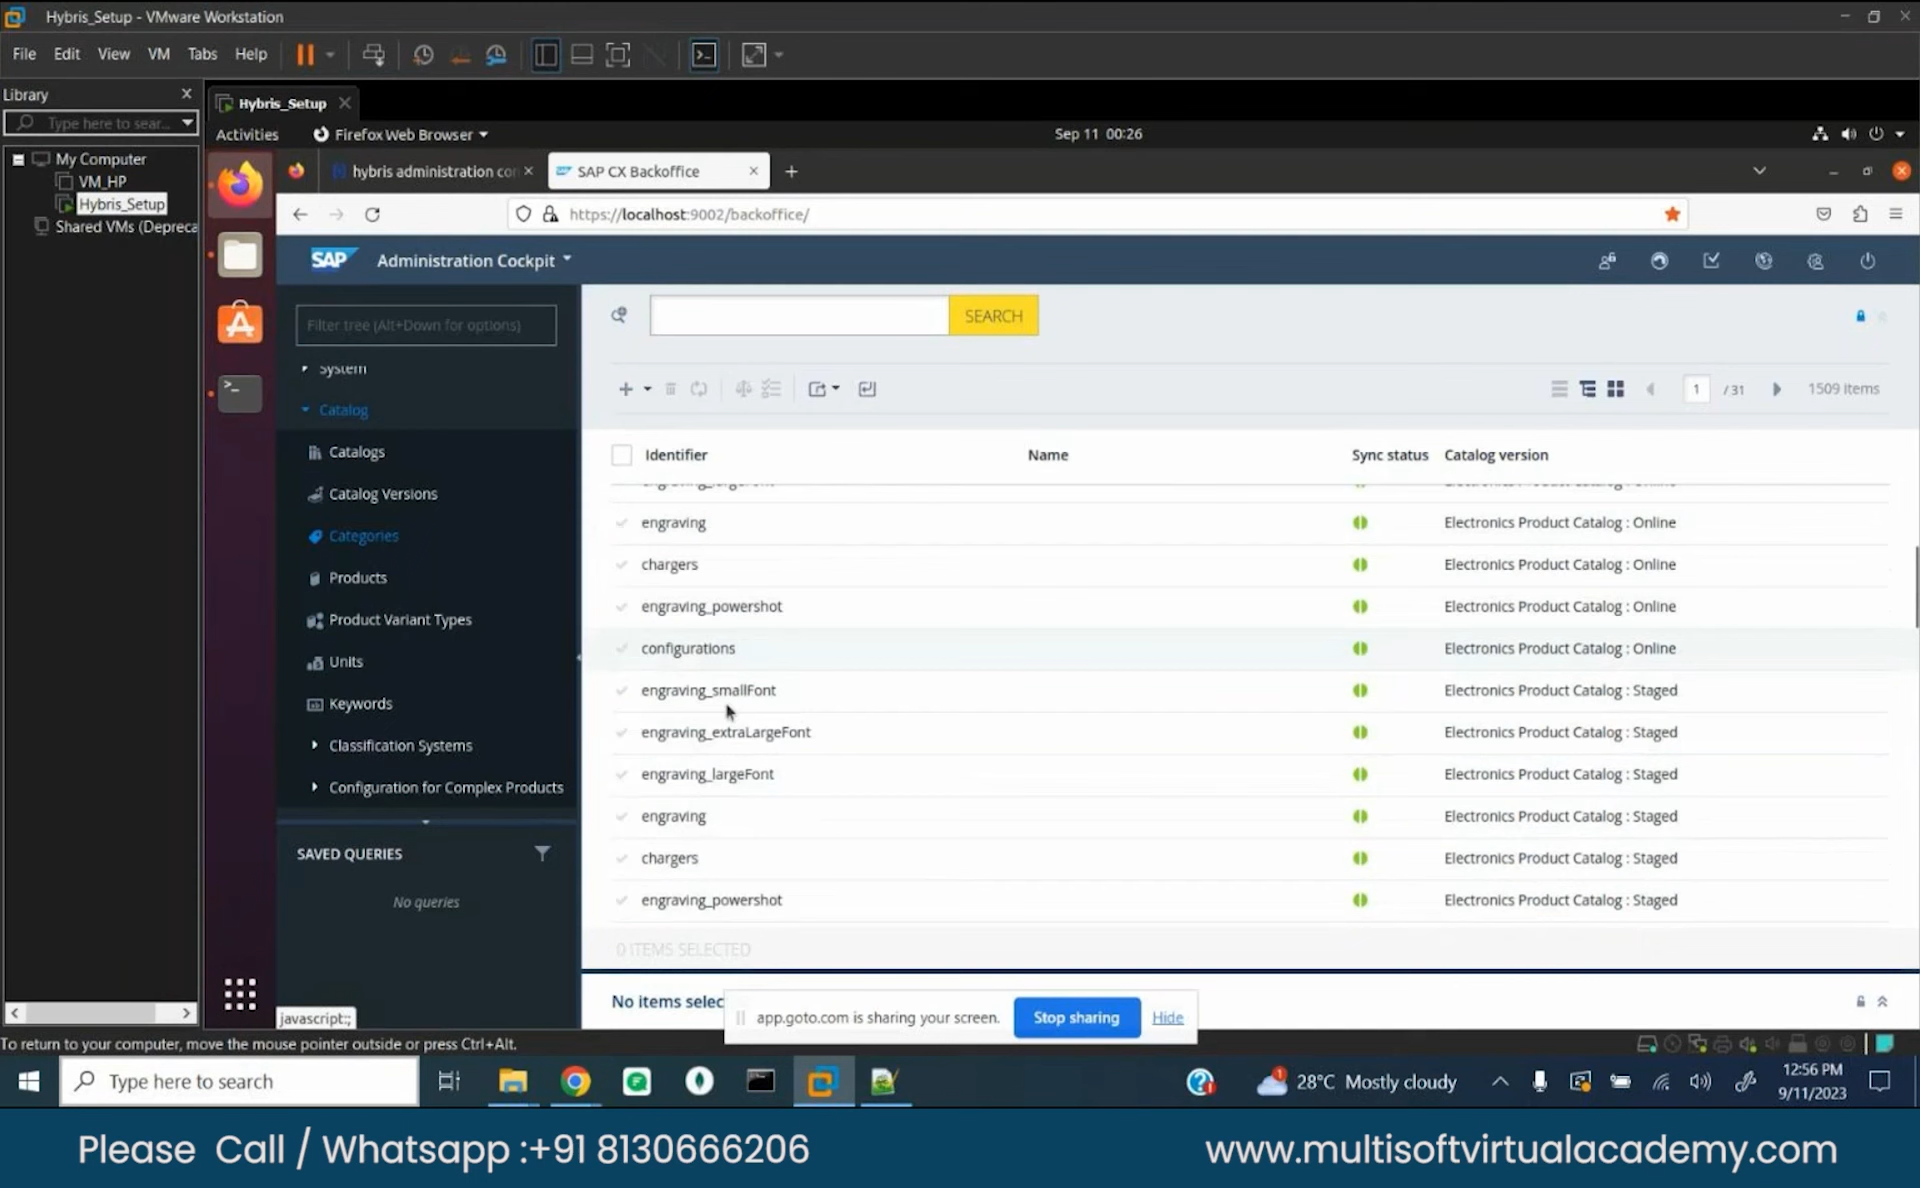 Hybris_Setup - VMware Workstation
File Edit View VM Tabs Help
Library
Type here to sear...
My Computer
VM_HP
Hybris_Setup
Shared VMs (Depreca
Hybris_Setup
Activities
Firefox Web Browser
Sep 11 00:26
hybris administration con
SAP CX Backoffice
https://localhost:9002/backoffice/
SAP
Administration Cockpit
Filter tree (Alt+Down for options)
System
Catalog
Catalogs
Catalog Versions
Categories
Products
Product Variant Types
Units
Keywords
Classification Systems
Configuration for Complex Products
SAVED QUERIES
No queries
javascript:;
SEARCH
1 / 31 1509 items
Identifier Name Sync status Catalog version
engraving Electronics Product Catalog : Online
chargers Electronics Product Catalog : Online
engraving_powershot Electronics Product Catalog : Online
configurations Electronics Product Catalog : Online
engraving_smallFont Electronics Product Catalog : Staged
engraving_extraLargeFont Electronics Product Catalog : Staged
engraving_largeFont Electronics Product Catalog : Staged
engraving Electronics Product Catalog : Staged
chargers Electronics Product Catalog : Staged
engraving_powershot Electronics Product Catalog : Staged
0 ITEMS SELECTED
No items selec
app.goto.com is sharing your screen. Stop sharing Hide
To return to your computer, move the mouse pointer outside or press Ctrl+Alt.
Type here to search
28°C Mostly cloudy
12:56 PM
9/11/2023
Please Call / Whatsapp :+91 8130666206
www.multisoftvirtualacademy.com